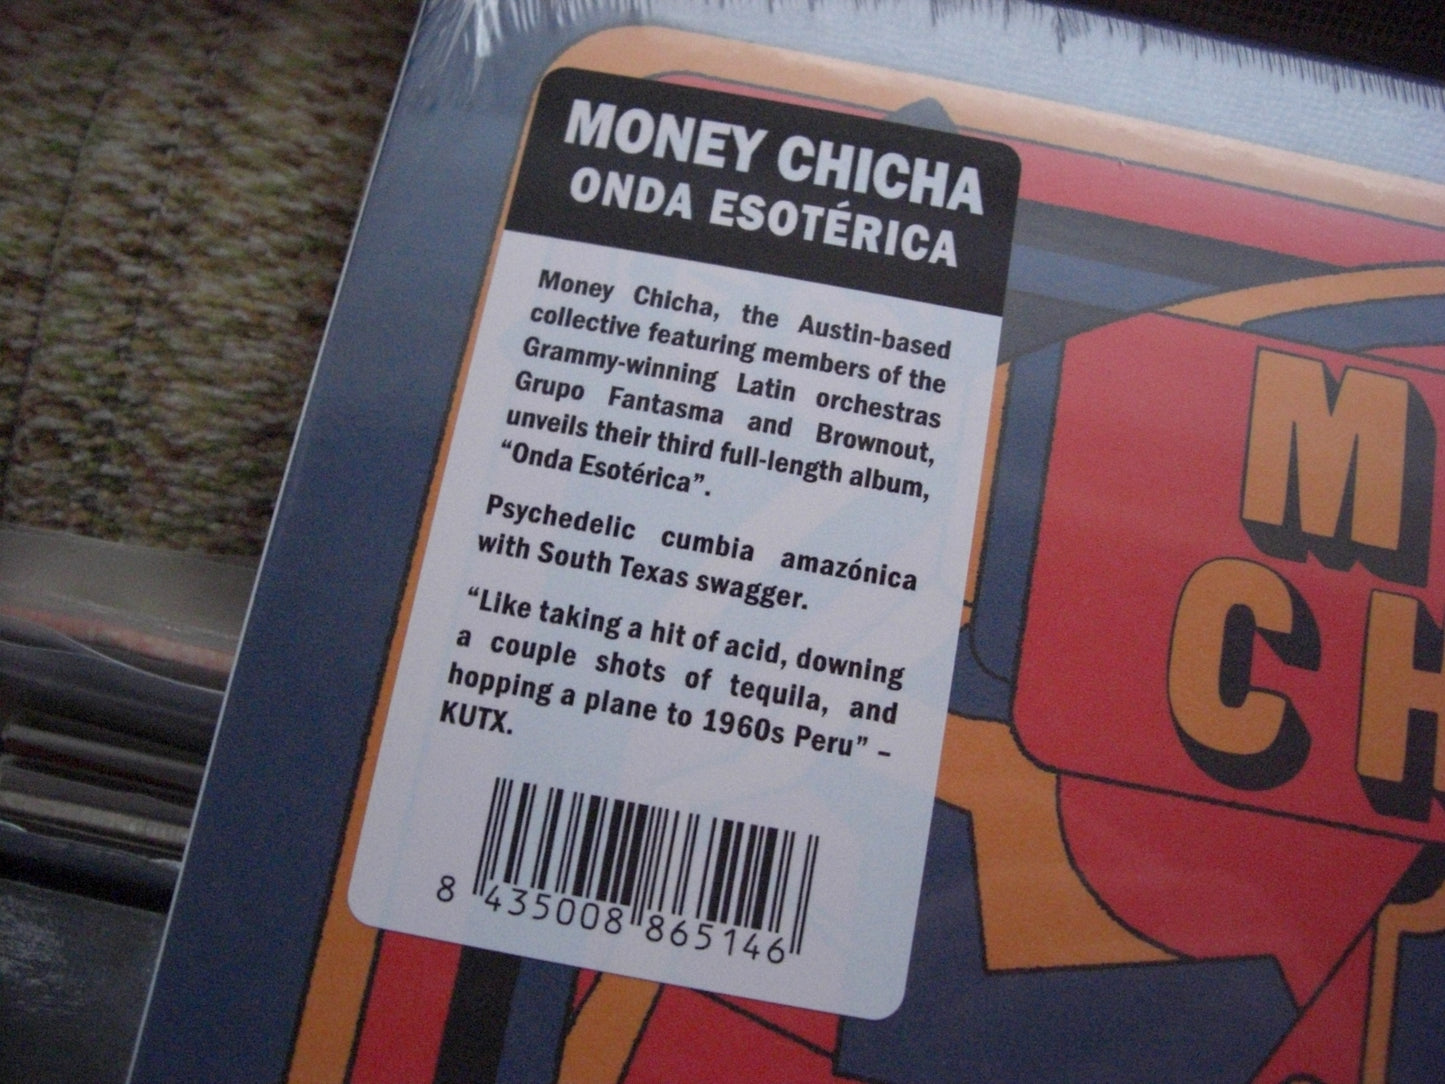 MONEY CHICHA
ONDA ESOTÉRICA
Money Chicha, the Austin-based
collective featuring members of the
Grammy-winning Latin orchestras
Grupo Fantasma and Brownout,
unveils their third full-length album,
“Onda Esotérica”.
Psychedelic cumbia amazónica
with South Texas swagger.
“Like taking a hit of acid, downing
a couple shots of tequila, and
hopping a plane to 1960s Peru” –
KUTX.
8 435008 865146
M
CH